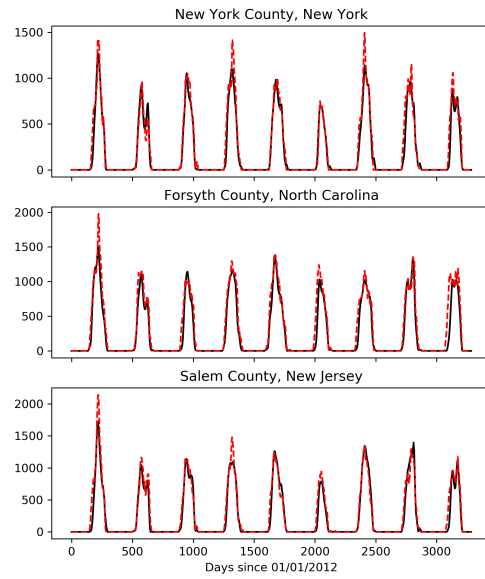 New York County, New York
1500
1000
500
0
Forsyth County, North Carolina
2000
1500
1000
500
0
Salem County, New Jersey
2000
1500
1000
500
0
0 500 1000 1500 2000 2500 3000
Days since 01/01/2012